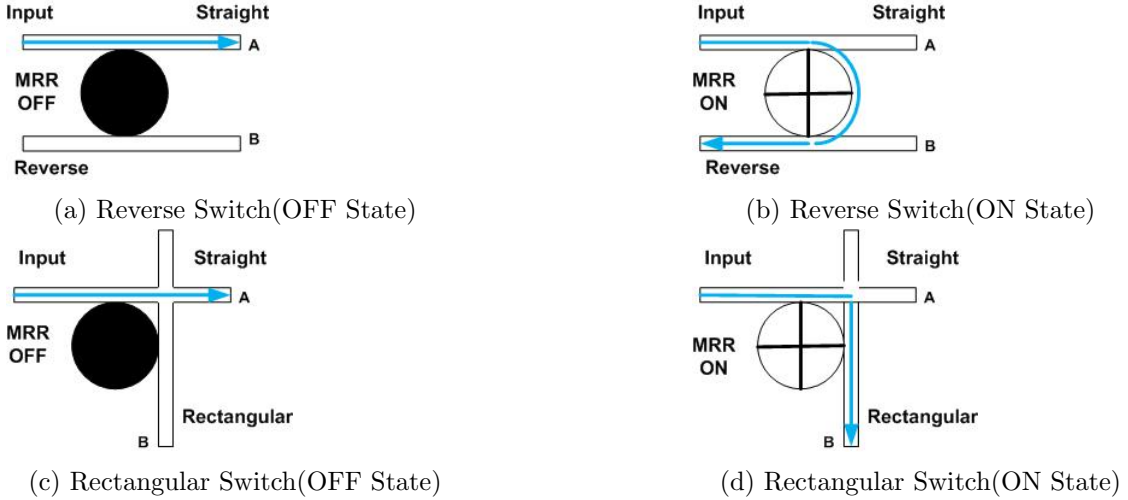 Input Straight
A
MRR
OFF
B
Reverse
(a) Reverse Switch(OFF State)
Input Straight
A
MRR
ON
B
Reverse
(b) Reverse Switch(ON State)
Input Straight
A
MRR
OFF
Rectangular
B
(c) Rectangular Switch(OFF State)
Input Straight
A
MRR
ON
Rectangular
B
(d) Rectangular Switch(ON State)